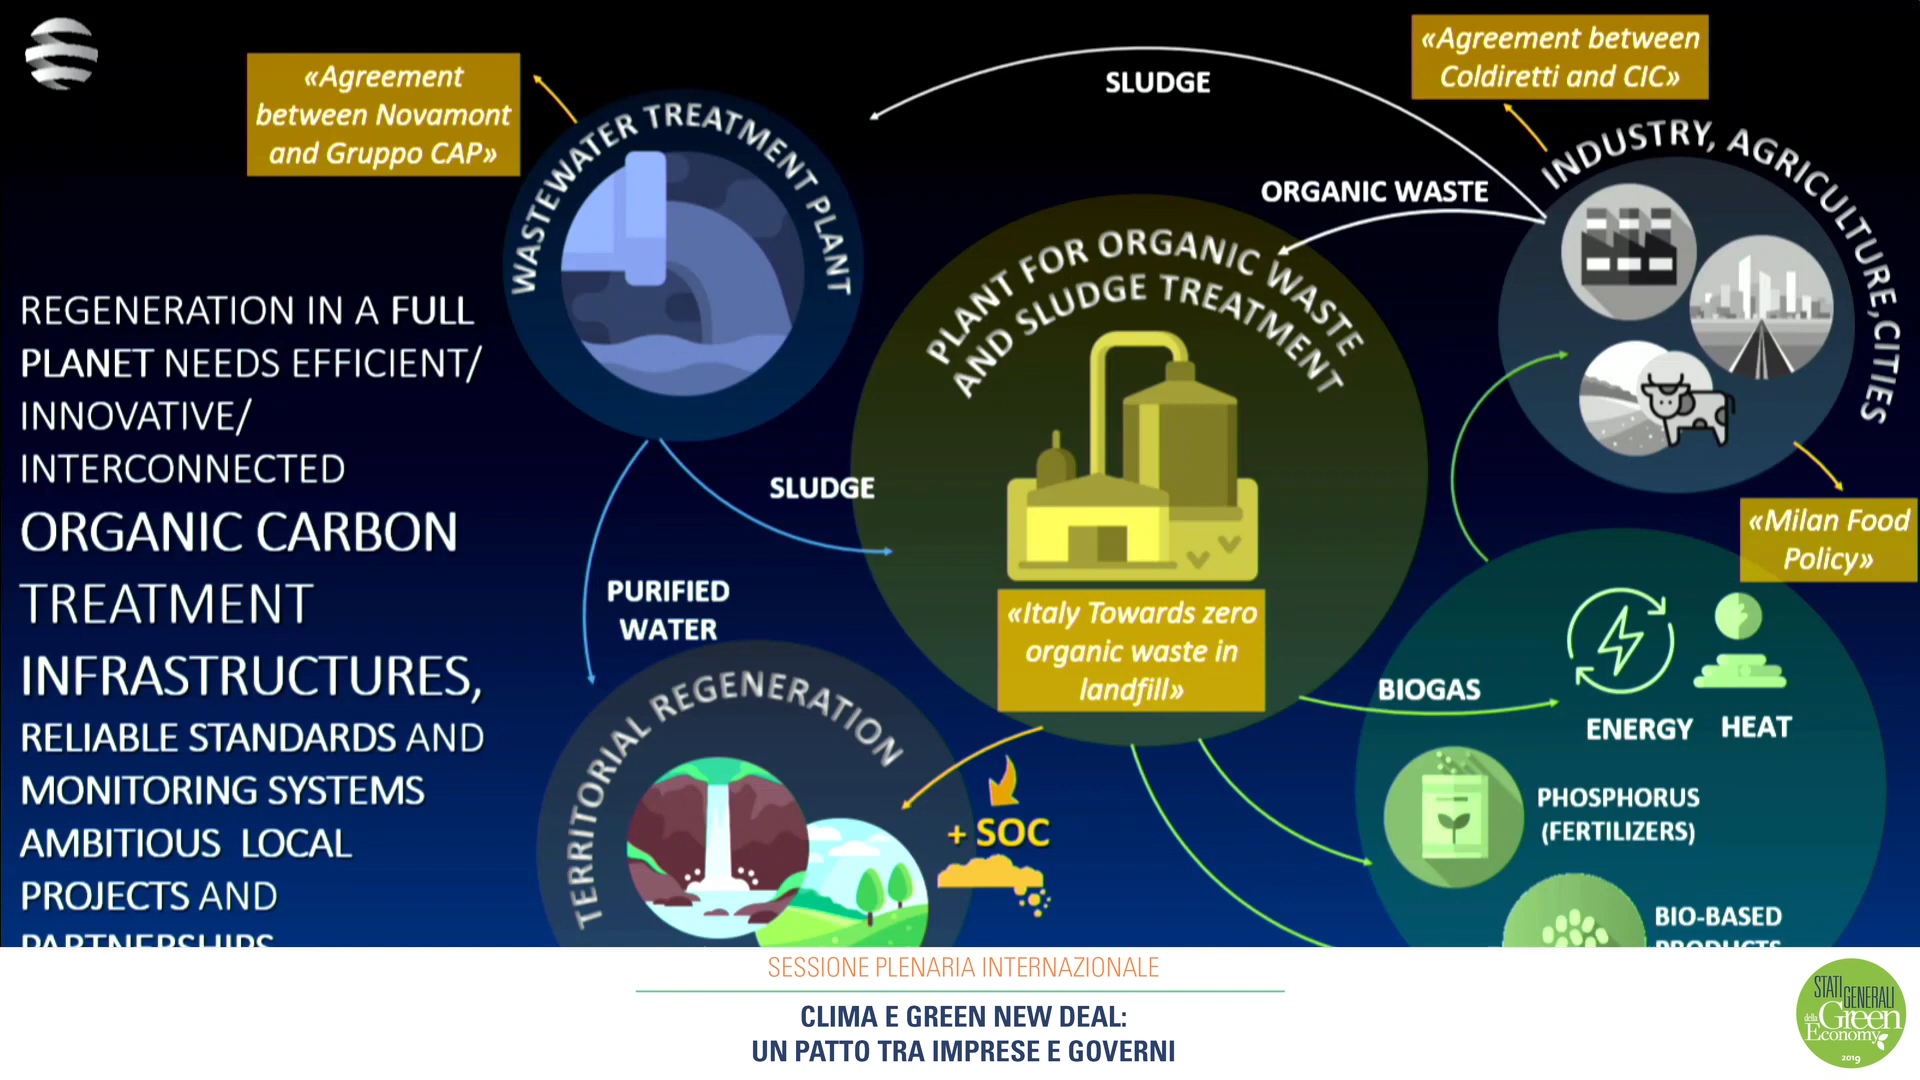 «Agreement
between Novamont
and Gruppo CAP»
SLUDGE
«Agreement between
Coldiretti and CIC»
WASTEWATER TREATMENT PLANT
ORGANIC WASTE
INDUSTRY, AGRICULTURE, CITIES
PLANT FOR ORGANIC WASTE
AND SLUDGE TREATMENT
REGENERATION IN A FULL
PLANET NEEDS EFFICIENT/
INNOVATIVE/
INTERCONNECTED
ORGANIC CARBON
TREATMENT
INFRASTRUCTURES,
RELIABLE STANDARDS AND
MONITORING SYSTEMS
AMBITIOUS LOCAL
PROJECTS AND
PARTNERSHIPS
SLUDGE
«Milan Food
Policy»
PURIFIED
WATER
«Italy Towards zero
organic waste in
landfill»
BIOGAS
ENERGY HEAT
TERRITORIAL REGENERATION
+ SOC
PHOSPHORUS
(FERTILIZERS)
BIO-BASED
PRODUCTS
SESSIONE PLENARIA INTERNAZIONALE
CLIMA E GREEN NEW DEAL:
UN PATTO TRA IMPRESE E GOVERNI
STATI
GENERALI
della Green
Economy
2019